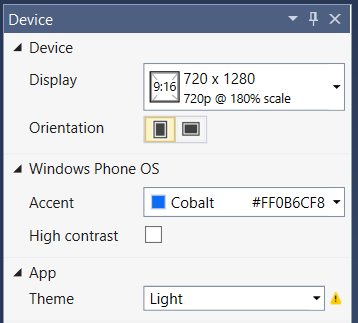 Device
Device
Display
9:16
720 x 1280
720p @ 180% scale
Orientation
Windows Phone OS
Accent
Cobalt #FF0B6CF8
High contrast
App
Theme
Light